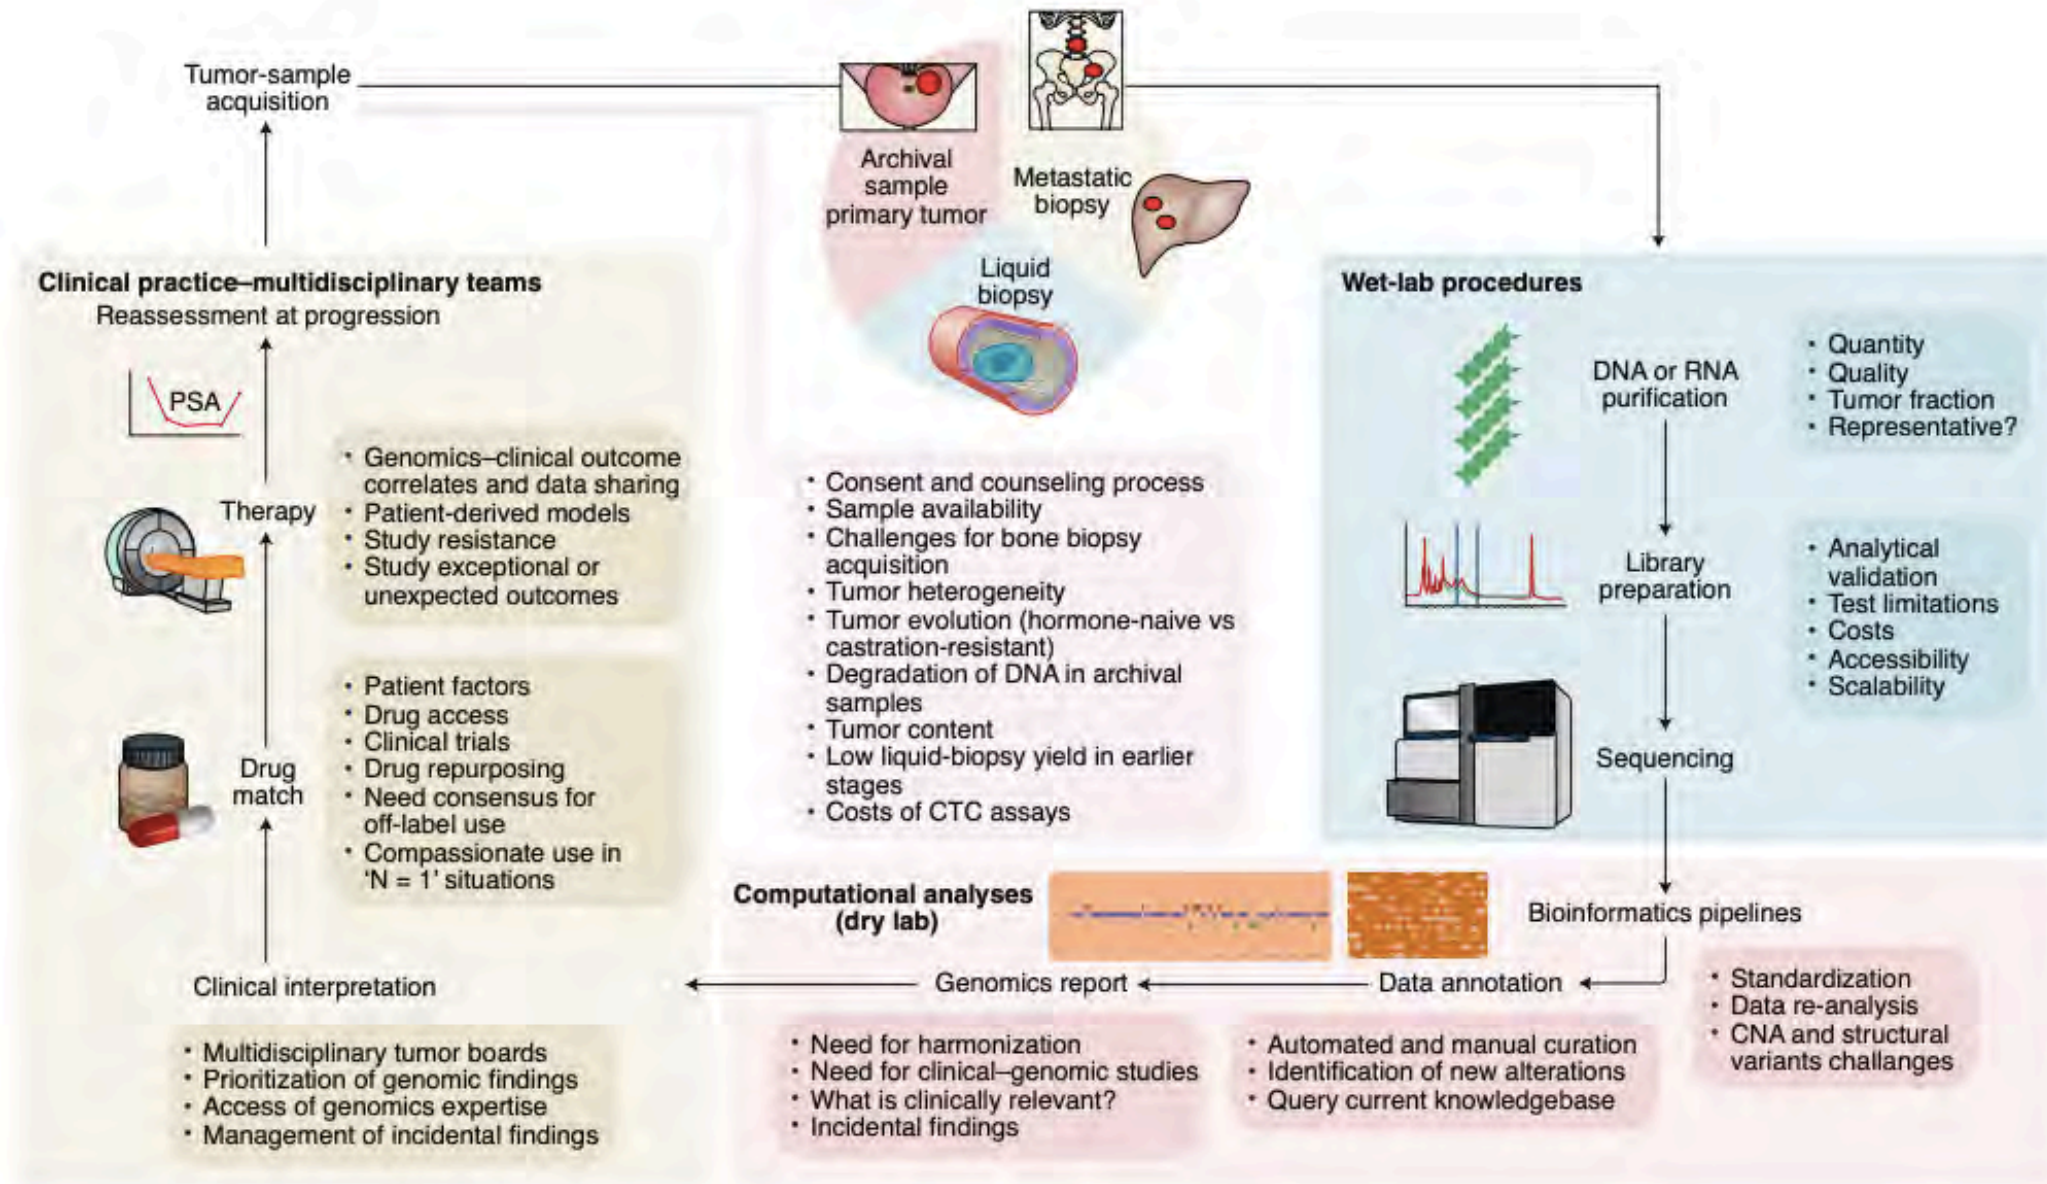 Tumor-sample
acquisition
Archival
sample
primary tumor
Metastatic
biopsy
Liquid
biopsy
• Consent and counseling process
• Sample availability
• Challenges for bone biopsy
acquisition
• Tumor heterogeneity
• Tumor evolution (hormone-naive vs
castration-resistant)
• Degradation of DNA in archival
samples
• Tumor content
• Low liquid-biopsy yield in earlier
stages
• Costs of CTC assays
Wet-lab procedures
DNA or RNA
purification
• Quantity
• Quality
• Tumor fraction
• Representative?
Library
preparation
• Analytical
validation
• Test limitations
• Costs
• Accessibility
• Scalability
Sequencing
Computational analyses
(dry lab)
Bioinformatics pipelines
• Standardization
• Data re-analysis
• CNA and structural
variants challanges
Data annotation
• Automated and manual curation
• Identification of new alterations
• Query current knowledgebase
Genomics report
• Need for harmonization
• Need for clinical–genomic studies
• What is clinically relevant?
• Incidental findings
Clinical practice–multidisciplinary teams
Reassessment at progression
PSA
Therapy
• Genomics–clinical outcome
correlates and data sharing
• Patient-derived models
• Study resistance
• Study exceptional or
unexpected outcomes
Drug
match
• Patient factors
• Drug access
• Clinical trials
• Drug repurposing
• Need consensus for
off-label use
• Compassionate use in
‘N = 1’ situations
Clinical interpretation
• Multidisciplinary tumor boards
• Prioritization of genomic findings
• Access of genomics expertise
• Management of incidental findings